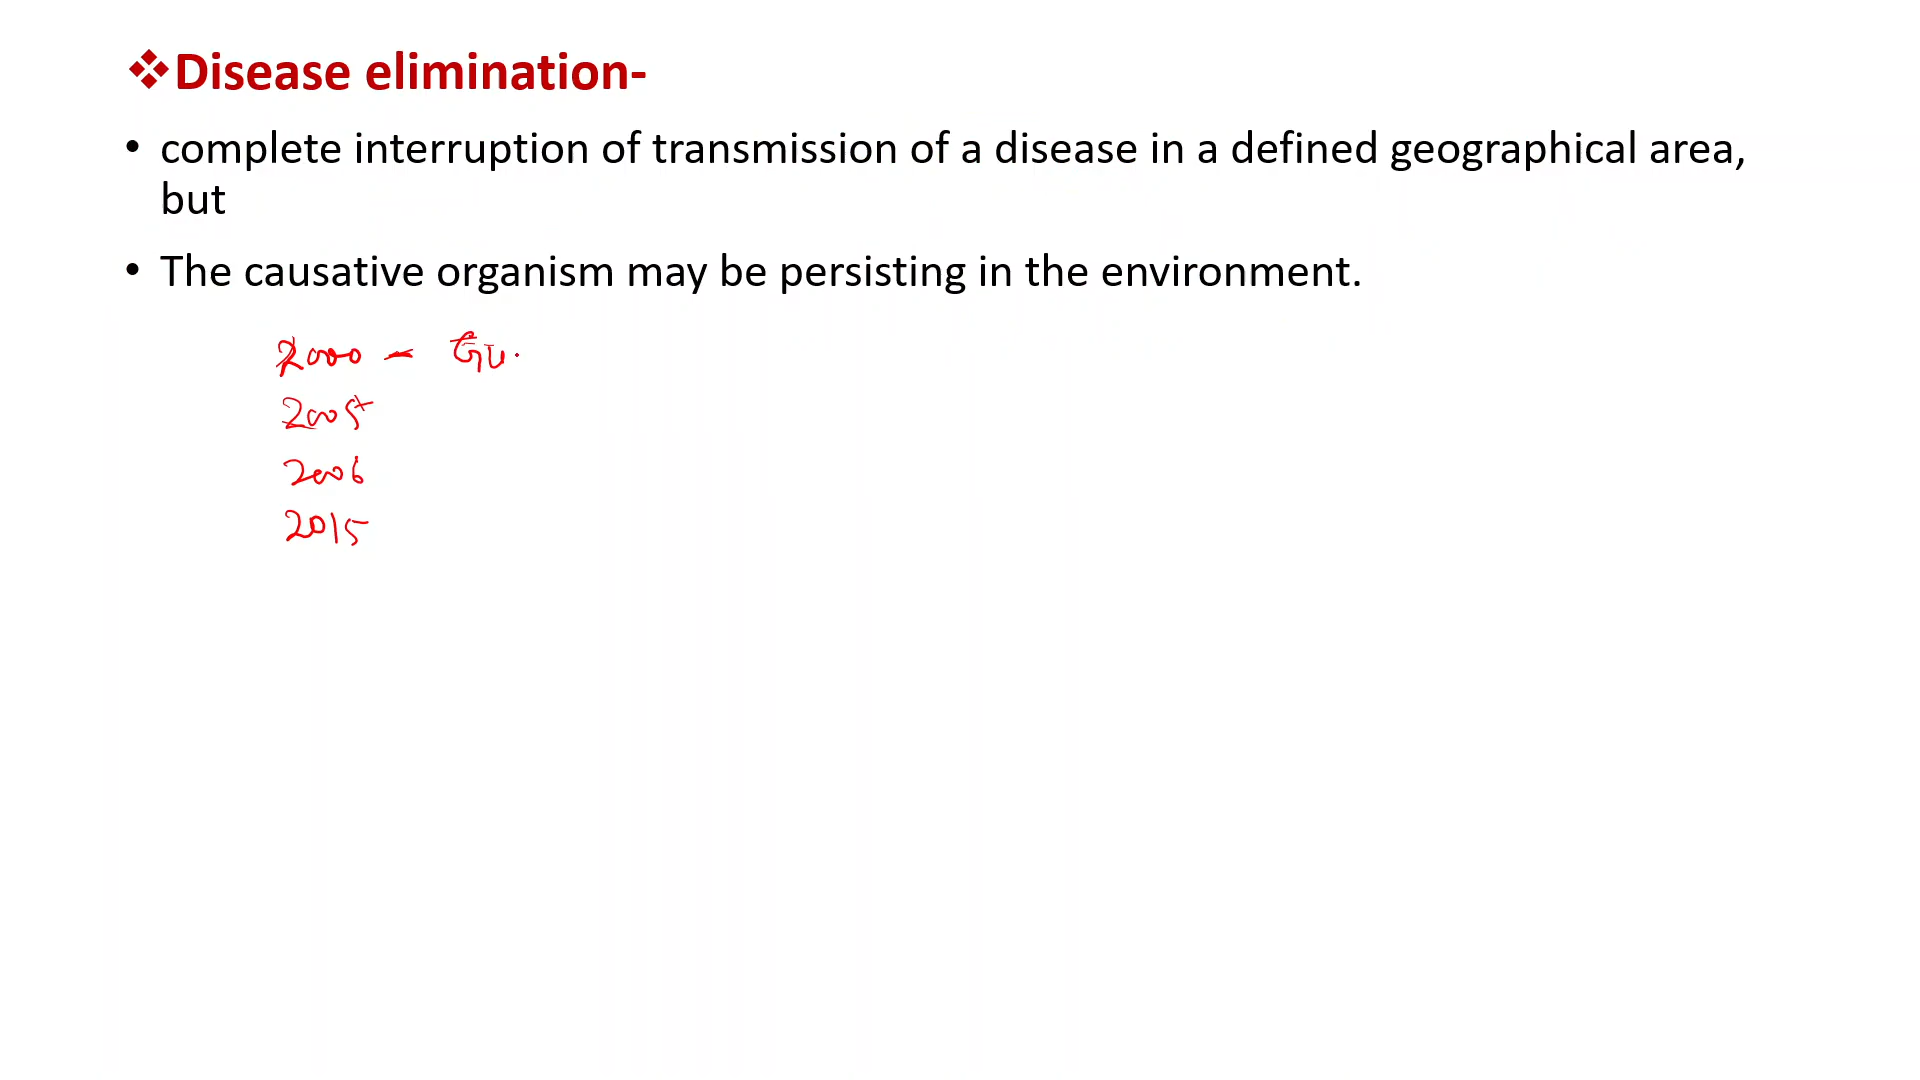 ❖Disease elimination-
• complete interruption of transmission of a disease in a defined geographical area,
but
• The causative organism may be persisting in the environment.
2000 - GW.
2005
2006
2015